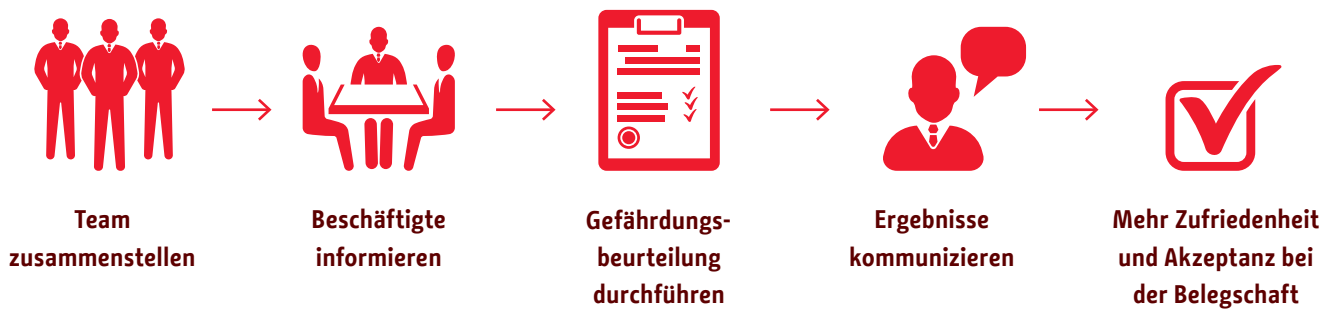 Team
zusammenstellen
Beschäftigte
informieren
Gefährdungs-
beurteilung
durchführen
Ergebnisse
kommunizieren
Mehr Zufriedenheit
und Akzeptanz bei
der Belegschaft